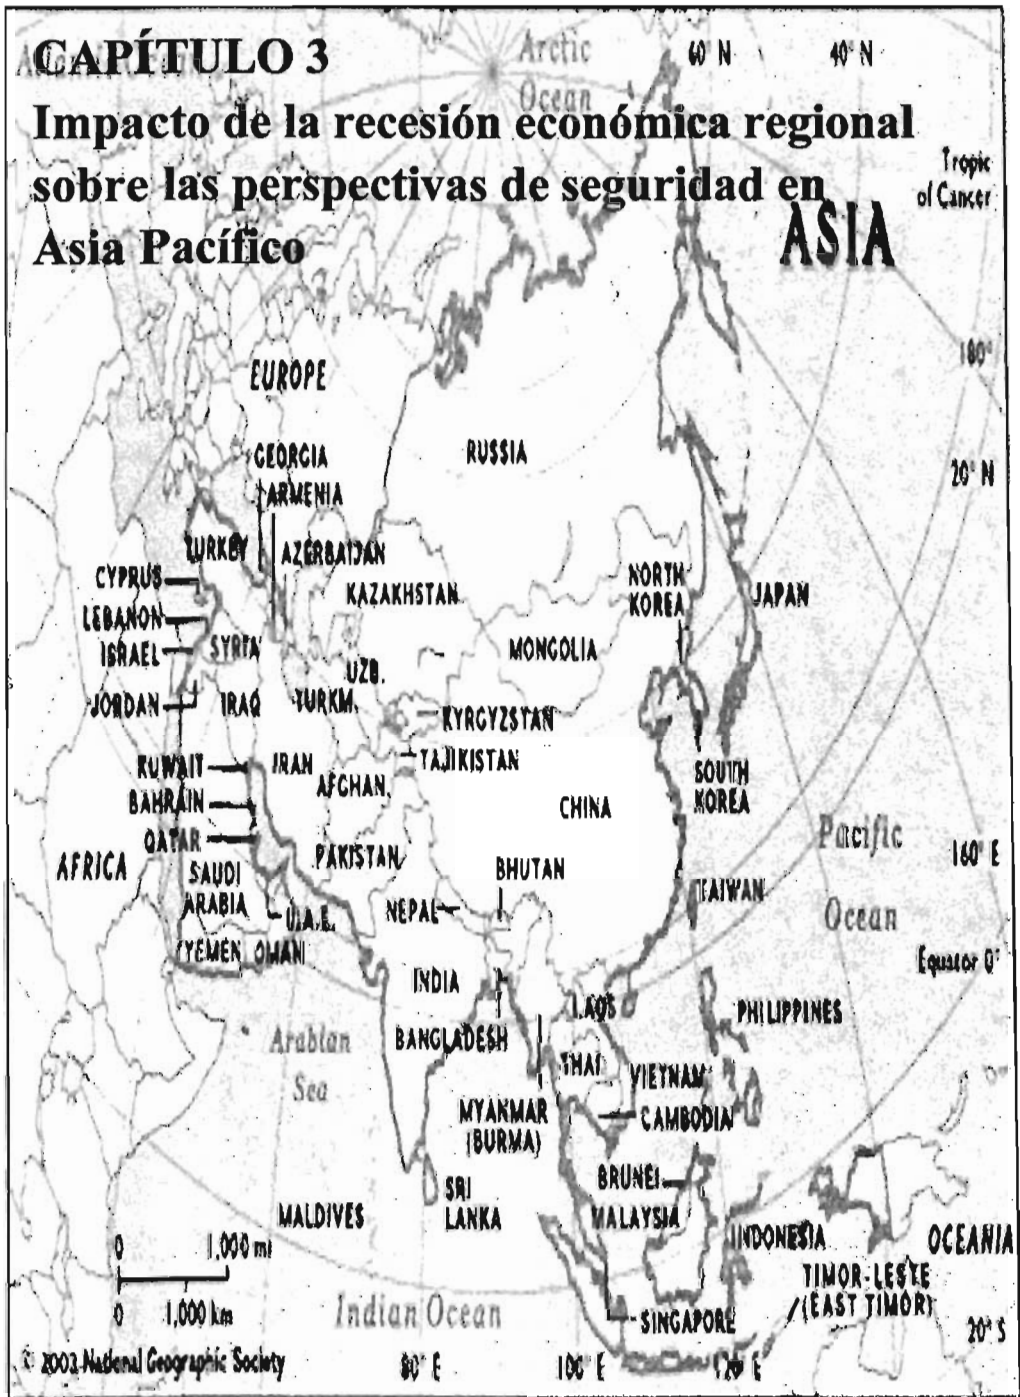 CAPÍTULO 3
Impacto de la recesión económica regional
sobre las perspectivas de seguridad en
Asia Pacífico
Arctic
Ocean
60° N
40° N
Tropic
of Cancer
ASIA
180°
EUROPE
GEORGIA
RUSSIA
20° N
ARMENIA
TURKEY
AZERBAIJAN
CYPRUS
KAZAKHSTAN
NORTH
KOREA
JAPAN
LEBANON
ISRAEL
SYRIA
UZB.
MONGOLIA
JORDAN
IRAQ
TURKM.
KYRGYZSTAN
KUWAIT
IRAN
TAJIKISTAN
SOUTH
KOREA
BAHRAIN
AFGHAN.
CHINA
QATAR
Pacific
Ocean
160° E
AFRICA
SAUDI
ARABIA
PAKISTAN
BHUTAN
TAIWAN
U.A.E.
NEPAL
YEMEN
OMAN
Equator 0°
INDIA
LAOS
PHILIPPINES
Arabian
Sea
BANGLADESH
THAI
VIETNAM
MYANMAR
(BURMA)
CAMBODIA
SRI
LANKA
BRUNEI
MALDIVES
MALAYSIA
INDONESIA
OCEANIA
0
1,000 mi
0
1,000 km
TIMOR-LESTE
(EAST TIMOR)
Indian Ocean
SINGAPORE
20° S
© 2002 National Geographic Society
80° E
100° E
120° E